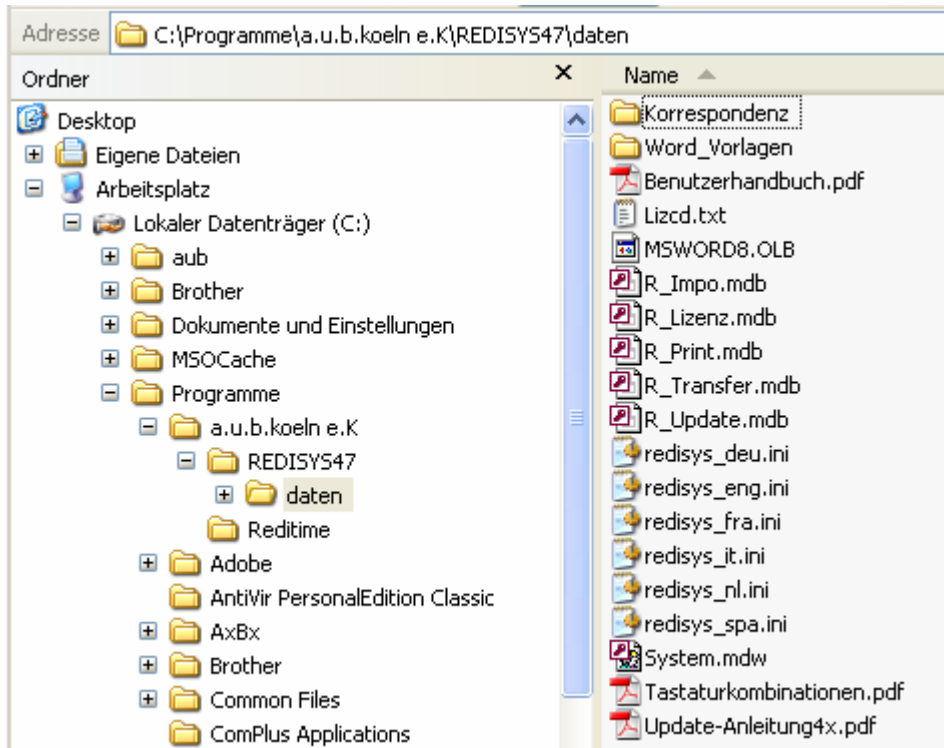 Adresse C:\Programme\a.u.b.koeln e.K\REDISYS47\daten
Ordner
Desktop
Eigene Dateien
Arbeitsplatz
Lokaler Datenträger (C:)
aub
Brother
Dokumente und Einstellungen
MSOCache
Programme
a.u.b.koeln e.K
REDISYS47
daten
Reditime
Adobe
AntiVir PersonalEdition Classic
AxBx
Brother
Common Files
ComPlus Applications
Name
Korrespondenz
Word_Vorlagen
Benutzerhandbuch.pdf
Lizcd.txt
MSWORD8.OLB
R_Impo.mdb
R_Lizenz.mdb
R_Print.mdb
R_Transfer.mdb
R_Update.mdb
redisys_deu.ini
redisys_eng.ini
redisys_fra.ini
redisys_it.ini
redisys_nl.ini
redisys_spa.ini
System.mdw
Tastaturkombinationen.pdf
Update-Anleitung4x.pdf